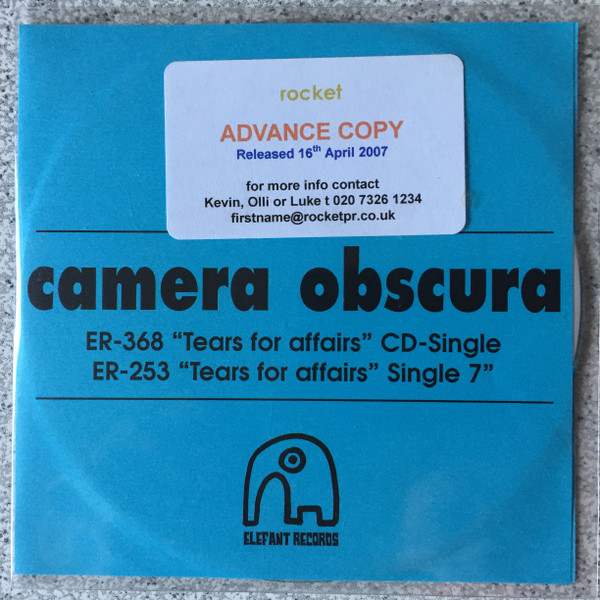 rocket
ADVANCE COPY
Released 16th April 2007
for more info contact
Kevin, Olli or Luke t 020 7326 1234
firstname@rocketpr.co.uk
camera obscura
ER-368 “Tears for affairs” CD-Single
ER-253 “Tears for affairs” Single 7”
ELEFANT RECORDS